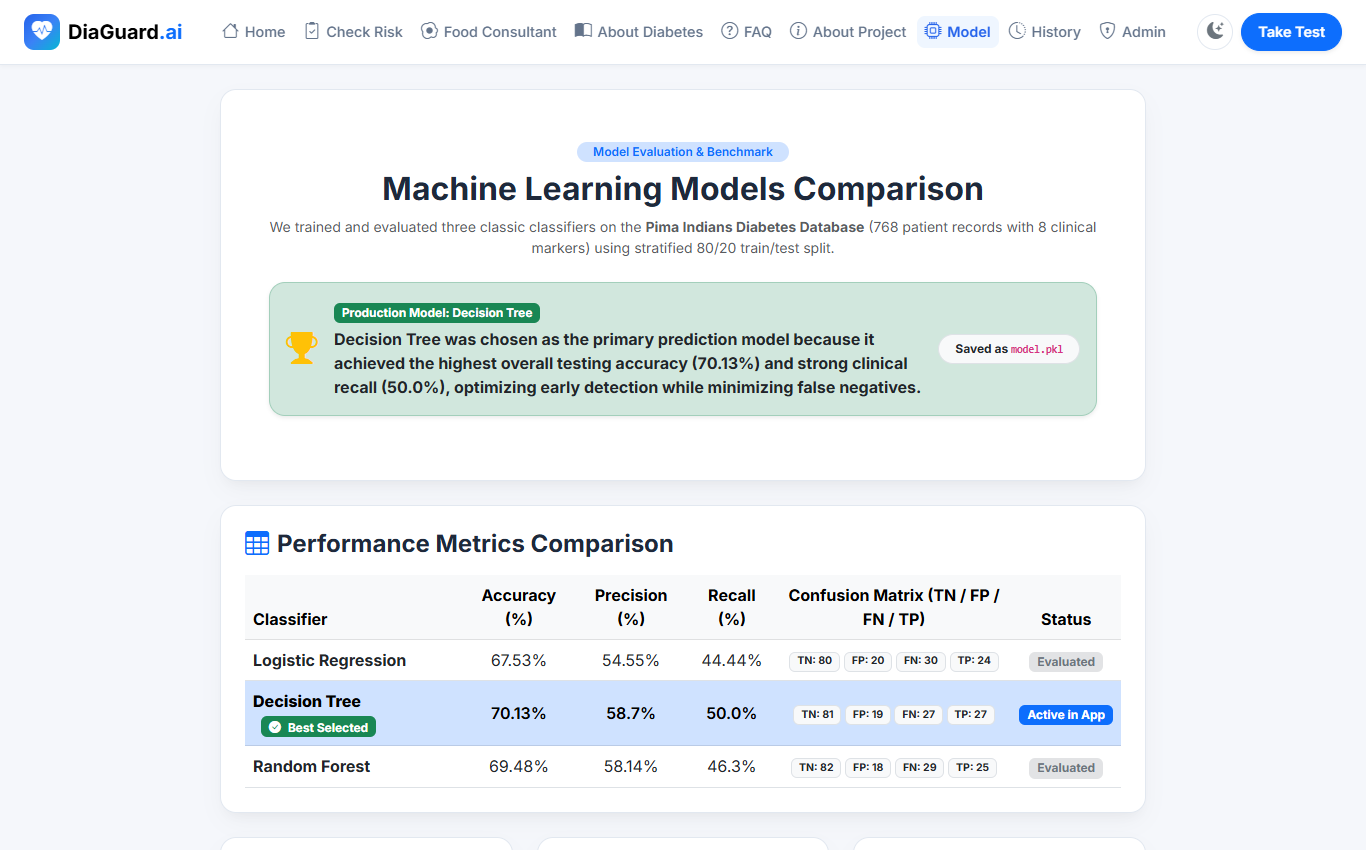 DiaGuard.ai
Home
Check Risk
Food Consultant
About Diabetes
FAQ
About Project
Model
History
Admin
Take Test
Model Evaluation & Benchmark
Machine Learning Models Comparison
We trained and evaluated three classic classifiers on the Pima Indians Diabetes Database (768 patient records with 8 clinical
markers) using stratified 80/20 train/test split.
Production Model: Decision Tree
Decision Tree was chosen as the primary prediction model because it
achieved the highest overall testing accuracy (70.13%) and strong clinical
recall (50.0%), optimizing early detection while minimizing false negatives.
Saved as model.pkl
Performance Metrics Comparison
Classifier
Accuracy
(%)
Precision
(%)
Recall
(%)
Confusion Matrix (TN / FP /
FN / TP)
Status
Logistic Regression 67.53% 54.55% 44.44% TN: 80 FP: 20 FN: 30 TP: 24 Evaluated
Decision Tree
Best Selected
70.13% 58.7% 50.0% TN: 81 FP: 19 FN: 27 TP: 27 Active in App
Random Forest 69.48% 58.14% 46.3% TN: 82 FP: 18 FN: 29 TP: 25 Evaluated